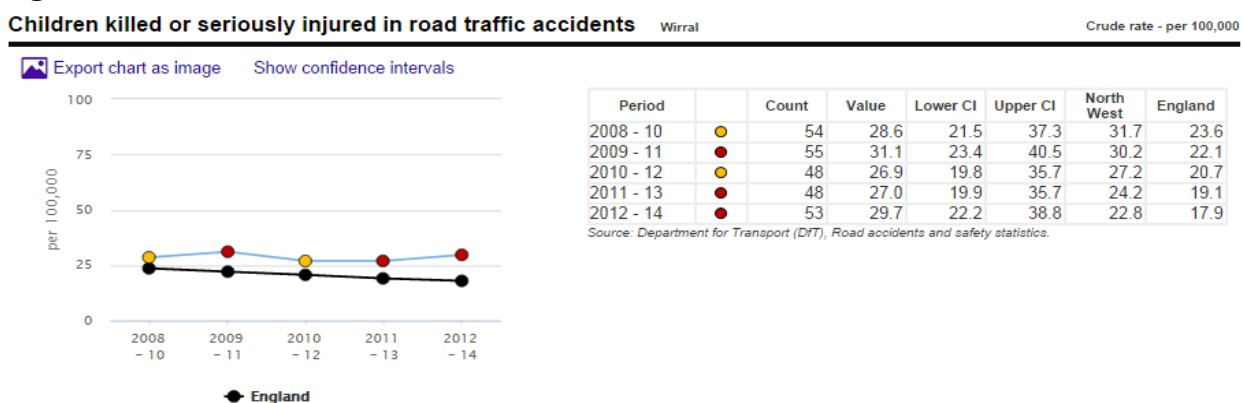 Children killed or seriously injured in road traffic accidents Wirral Crude rate - per 100,000
Export chart as image Show confidence intervals
100
75
50
25
0
per 100,000
2008 - 10
2009 - 11
2010 - 12
2011 - 13
2012 - 14
England
Period Count Value Lower CI Upper CI North West England
2008 - 10 54 28.6 21.5 37.3 31.7 23.6
2009 - 11 55 31.1 23.4 40.5 30.2 22.1
2010 - 12 48 26.9 19.8 35.7 27.2 20.7
2011 - 13 48 27.0 19.9 35.7 24.2 19.1
2012 - 14 53 29.7 22.2 38.8 22.8 17.9
Source: Department for Transport (DfT), Road accidents and safety statistics.